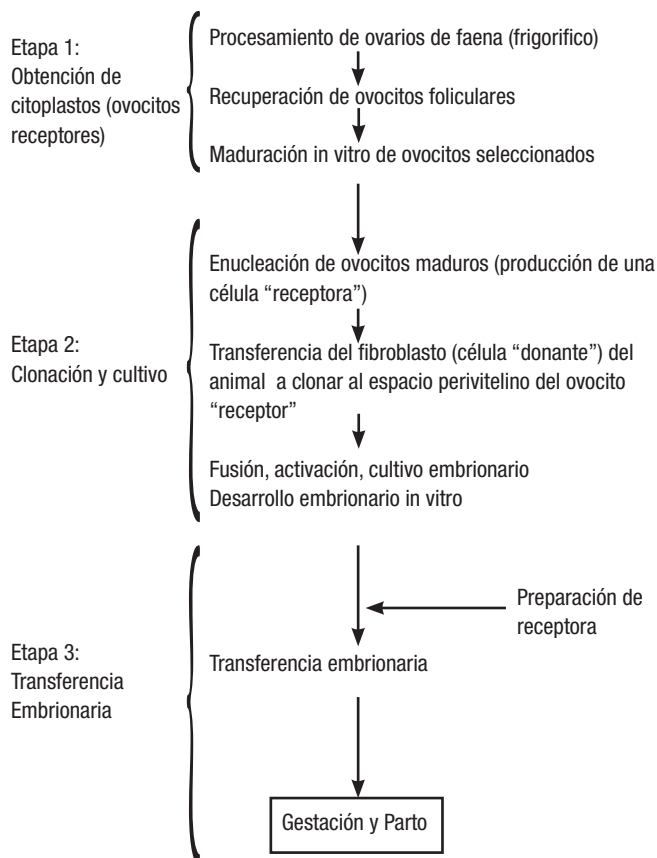 Etapa 1:
Obtención de
citoplastos (ovocitos
receptores)
Procesamiento de ovarios de faena (frigorifico)
Recuperación de ovocitos foliculares
Maduración in vitro de ovocitos seleccionados
Etapa 2:
Clonación y cultivo
Enucleación de ovocitos maduros (producción de una
célula “receptora”)
Transferencia del fibroblasto (célula “donante”) del
animal a clonar al espacio perivitelino del ovocito
“receptor”
Fusión, activación, cultivo embrionario
Desarrollo embrionario in vitro
Etapa 3:
Transferencia
Embrionaria
Preparación de
receptora
Transferencia embrionaria
Gestación y Parto